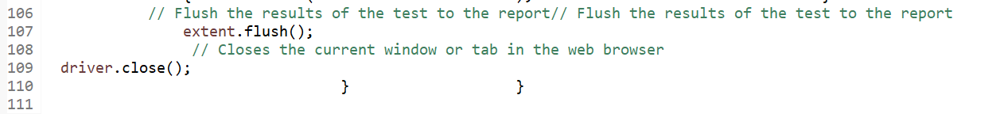 106 // Flush the results of the test to the report// Flush the results of the test to the report
107 extent.flush();
108 // Closes the current window or tab in the web browser
109 driver.close();
110 } }
111